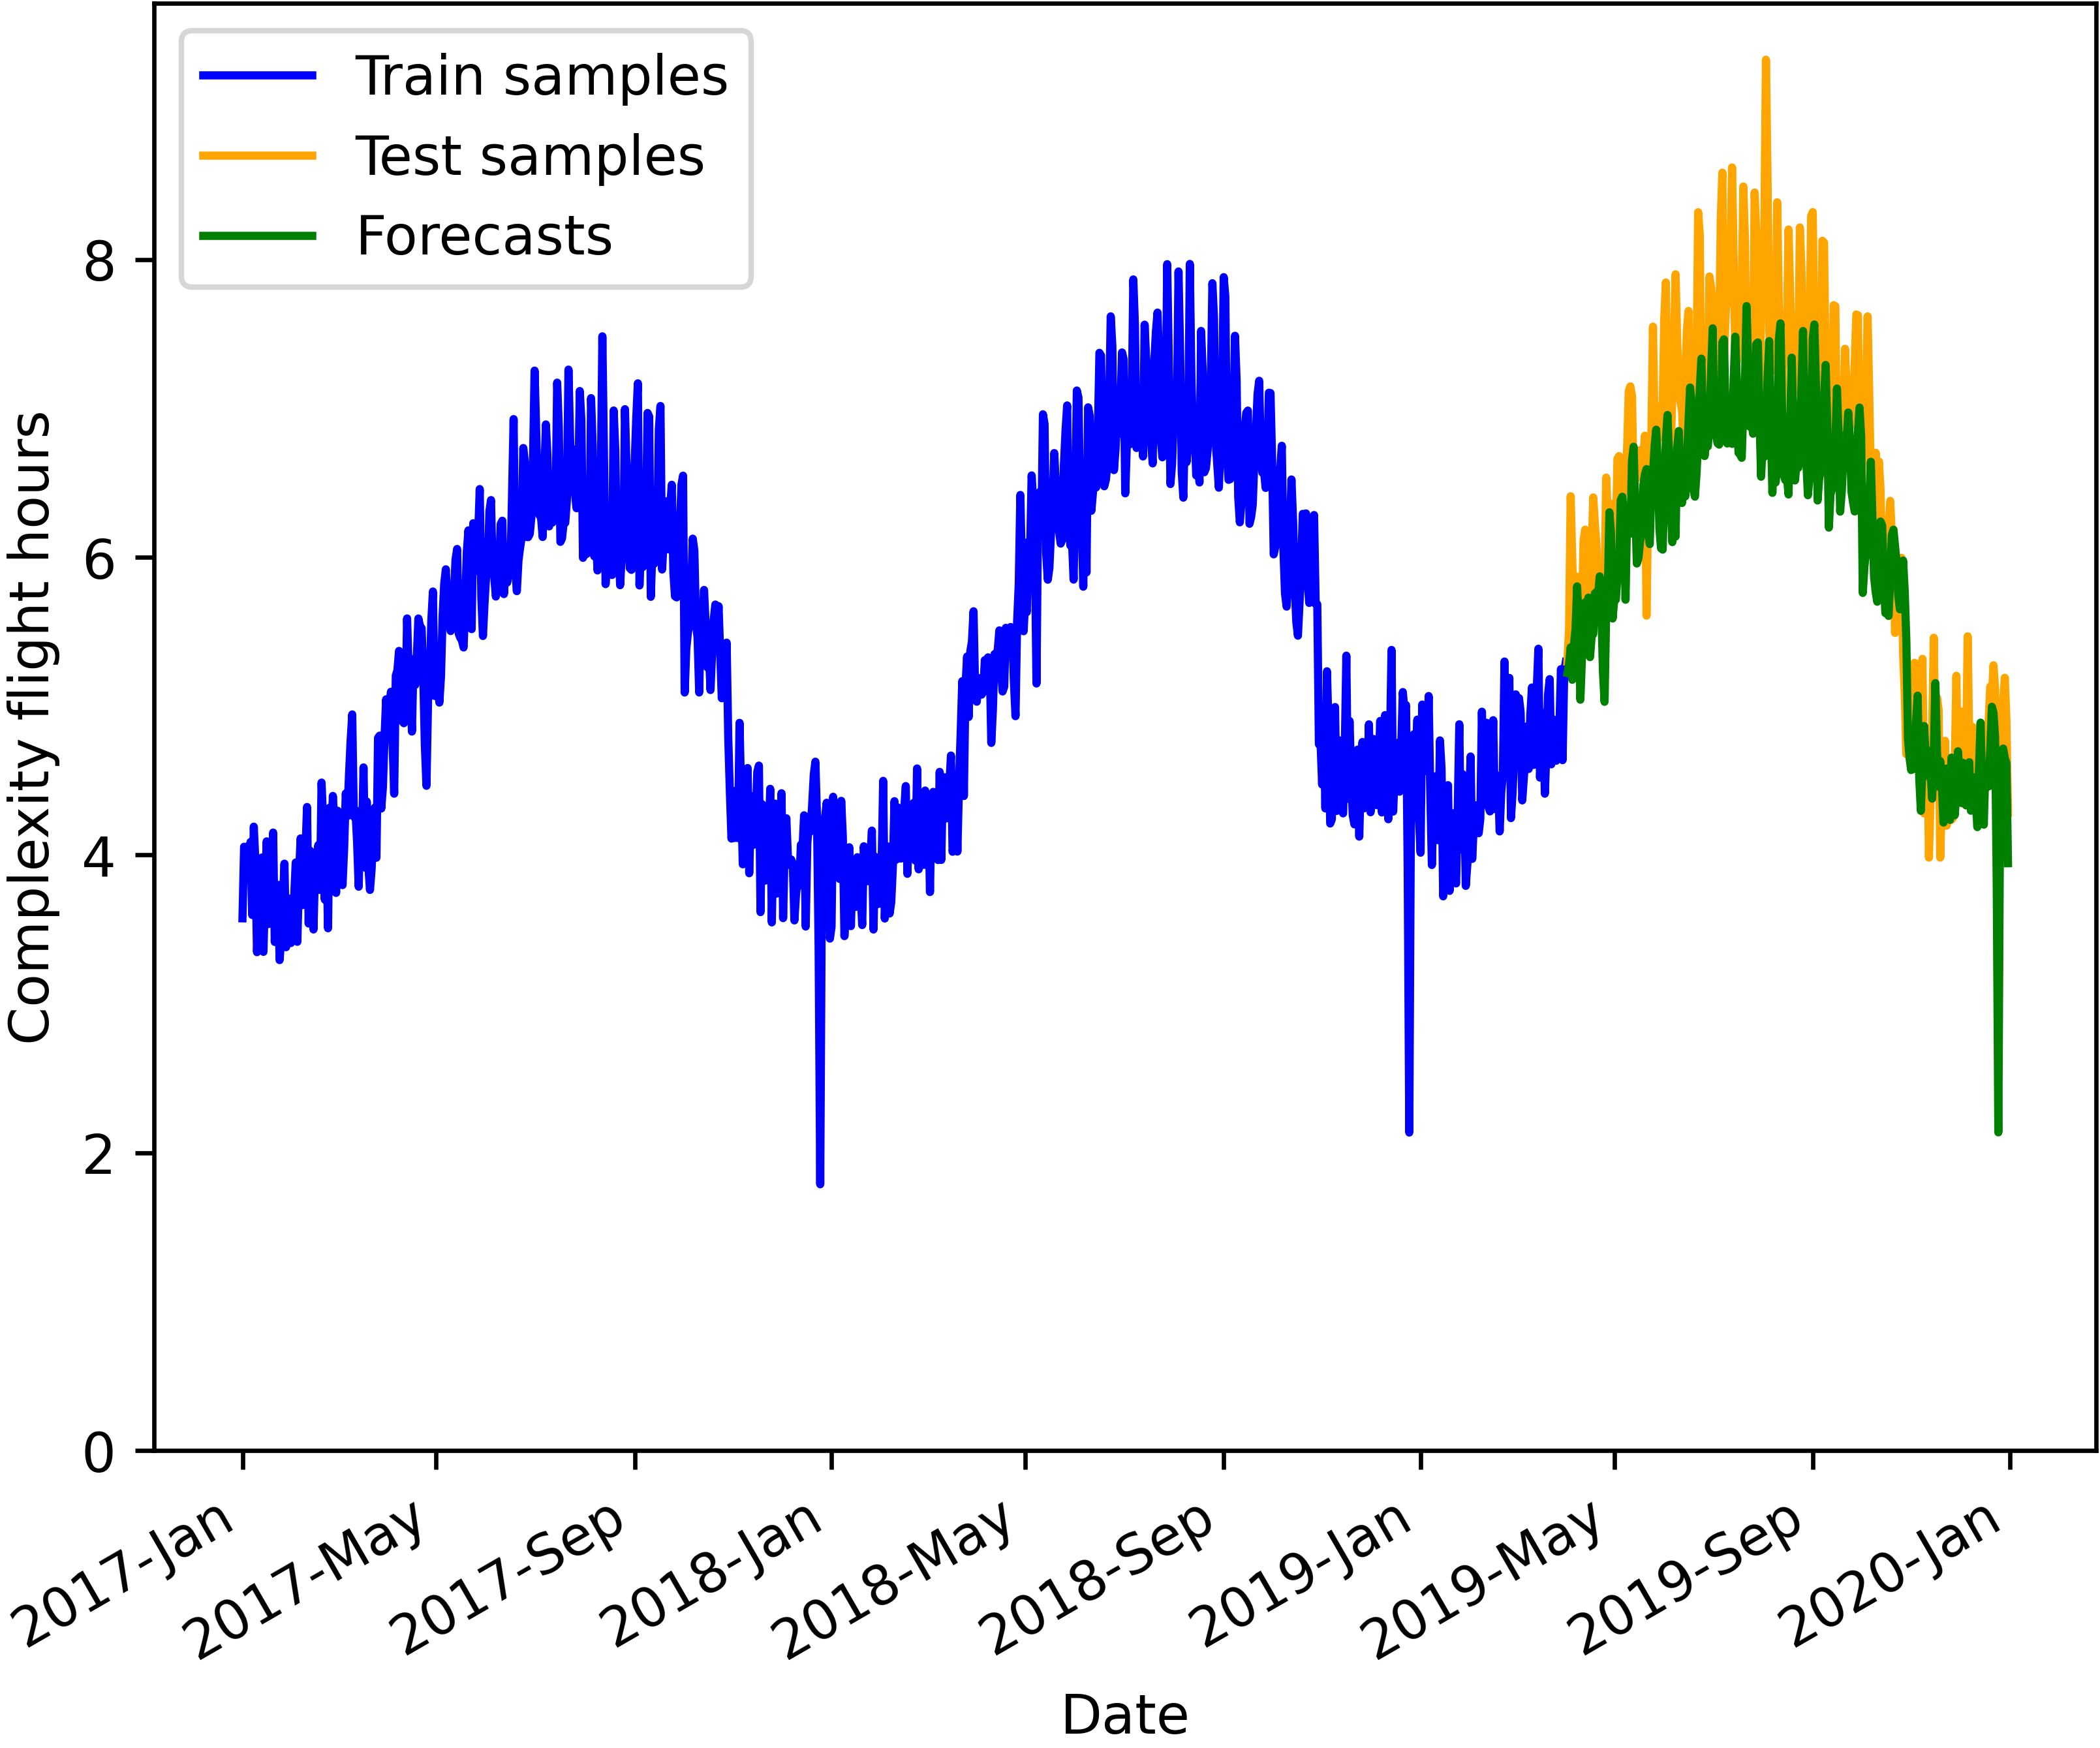 Train samples
Test samples
Forecasts
Complexity flight hours
8
6
4
2
0
2017-Jan
2017-May
2017-Sep
2018-Jan
2018-May
2018-Sep
2019-Jan
2019-May
2019-Sep
2020-Jan
Date